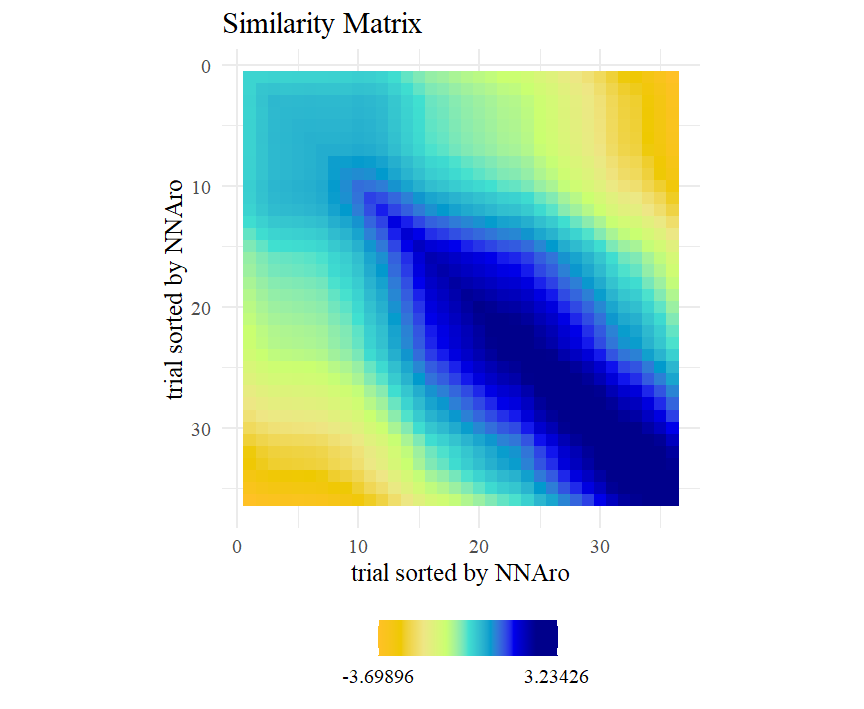 Similarity Matrix
0
10
20
30
trial sorted by NNAro
0 10 20 30
trial sorted by NNAro
-3.69896 3.23426